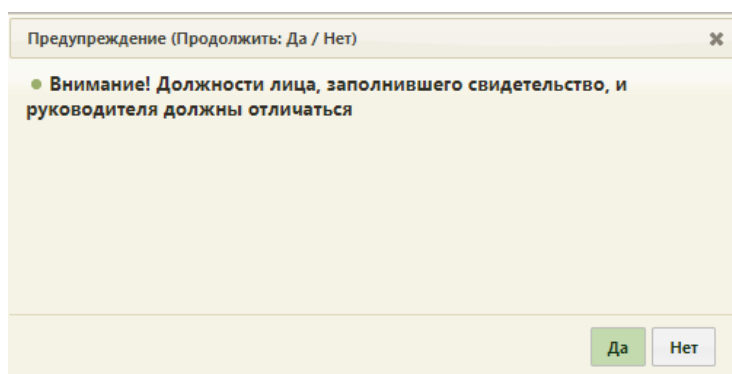 Предупреждение (Продолжить: Да / Нет)
Внимание! Должности лица, заполнившего свидетельство, и
руководителя должны отличаться
Да Нет